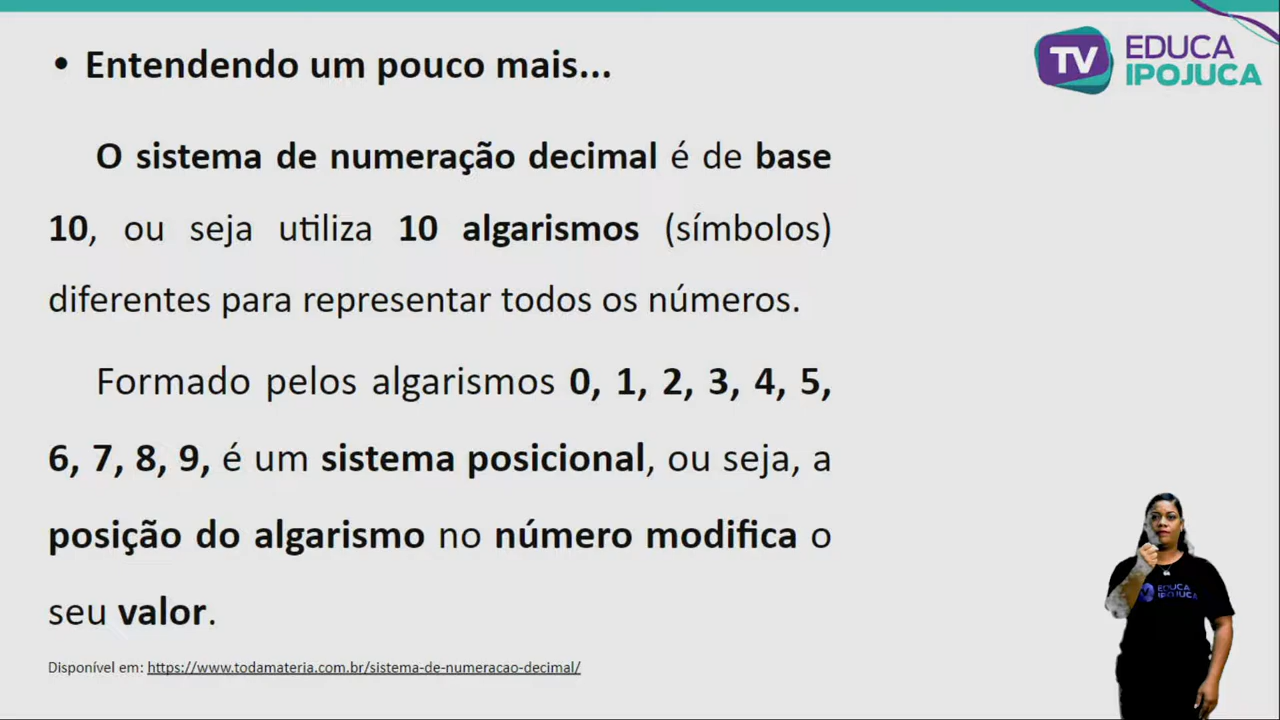 • Entendendo um pouco mais...
TV EDUCA
IPOJUCA
O sistema de numeração decimal é de base
10, ou seja utiliza 10 algarismos (símbolos)
diferentes para representar todos os números.
Formado pelos algarismos 0, 1, 2, 3, 4, 5,
6, 7, 8, 9, é um sistema posicional, ou seja, a
posição do algarismo no número modifica o
seu valor.
EDUCA
IPOJUCA
Disponível em: https://www.todamateria.com.br/sistema-de-numeracao-decimal/